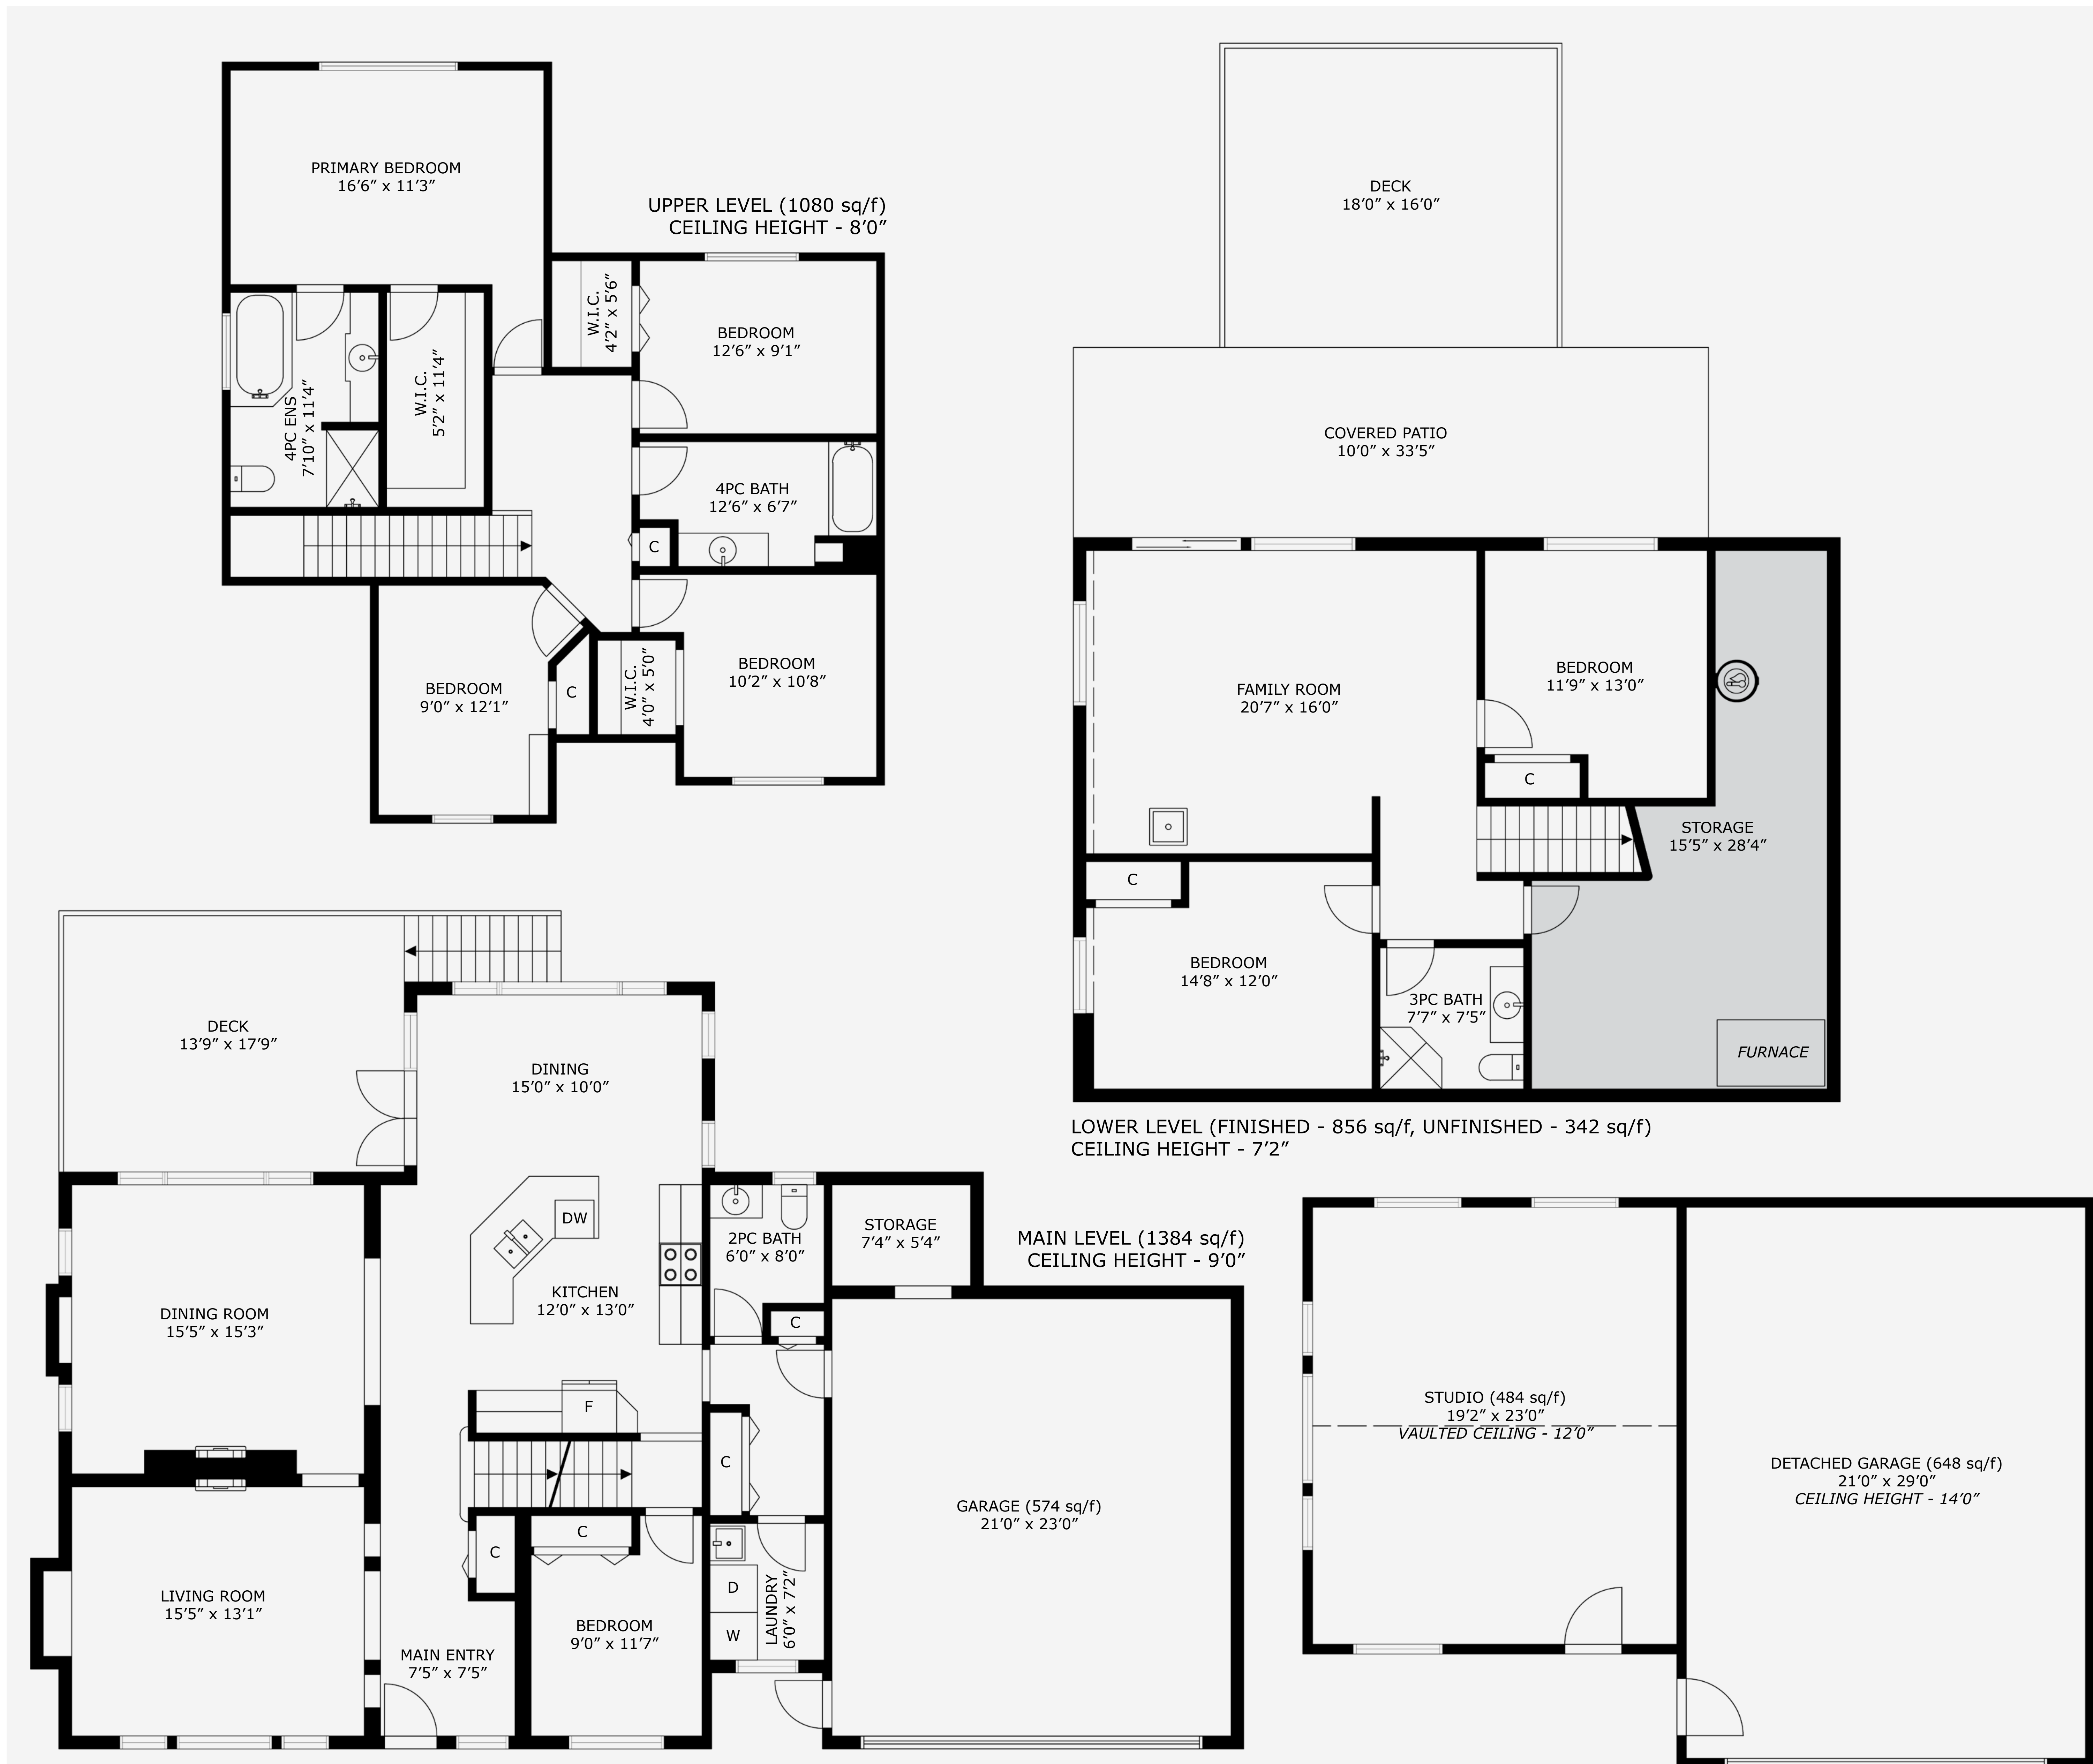 PRIMARY BEDROOM
16’6” x 11’3”
UPPER LEVEL (1080 sq/f)
CEILING HEIGHT - 8’0”
W.I.C.
4’2” x 5’6”
BEDROOM
12’6” x 9’1”
4PC ENS
7’10” x 11’4”
W.I.C.
5’2” x 11’4”
4PC BATH
12’6” x 6’7”
C
BEDROOM
9’0” x 12’1”
C
W.I.C.
4’0” x 5’0”
BEDROOM
10’2” x 10’8”
DECK
18’0” x 16’0”
COVERED PATIO
10’0” x 33’5”
FAMILY ROOM
20’7” x 16’0”
BEDROOM
11’9” x 13’0”
C
STORAGE
15’5” x 28’4”
C
BEDROOM
14’8” x 12’0”
3PC BATH
7’7” x 7’5”
FURNACE
LOWER LEVEL (FINISHED - 856 sq/f, UNFINISHED - 342 sq/f)
CEILING HEIGHT - 7’2”
DECK
13’9” x 17’9”
DINING
15’0” x 10’0”
DW
KITCHEN
12’0” x 13’0”
2PC BATH
6’0” x 8’0”
STORAGE
7’4” x 5’4”
MAIN LEVEL (1384 sq/f)
CEILING HEIGHT - 9’0”
DINING ROOM
15’5” x 15’3”
C
F
C
GARAGE (574 sq/f)
21’0” x 23’0”
C
C
LIVING ROOM
15’5” x 13’1”
D
W
LAUNDRY
6’0” x 7’2”
BEDROOM
9’0” x 11’7”
MAIN ENTRY
7’5” x 7’5”
STUDIO (484 sq/f)
19’2” x 23’0”
VAULTED CEILING - 12’0”
DETACHED GARAGE (648 sq/f)
21’0” x 29’0”
CEILING HEIGHT - 14’0”